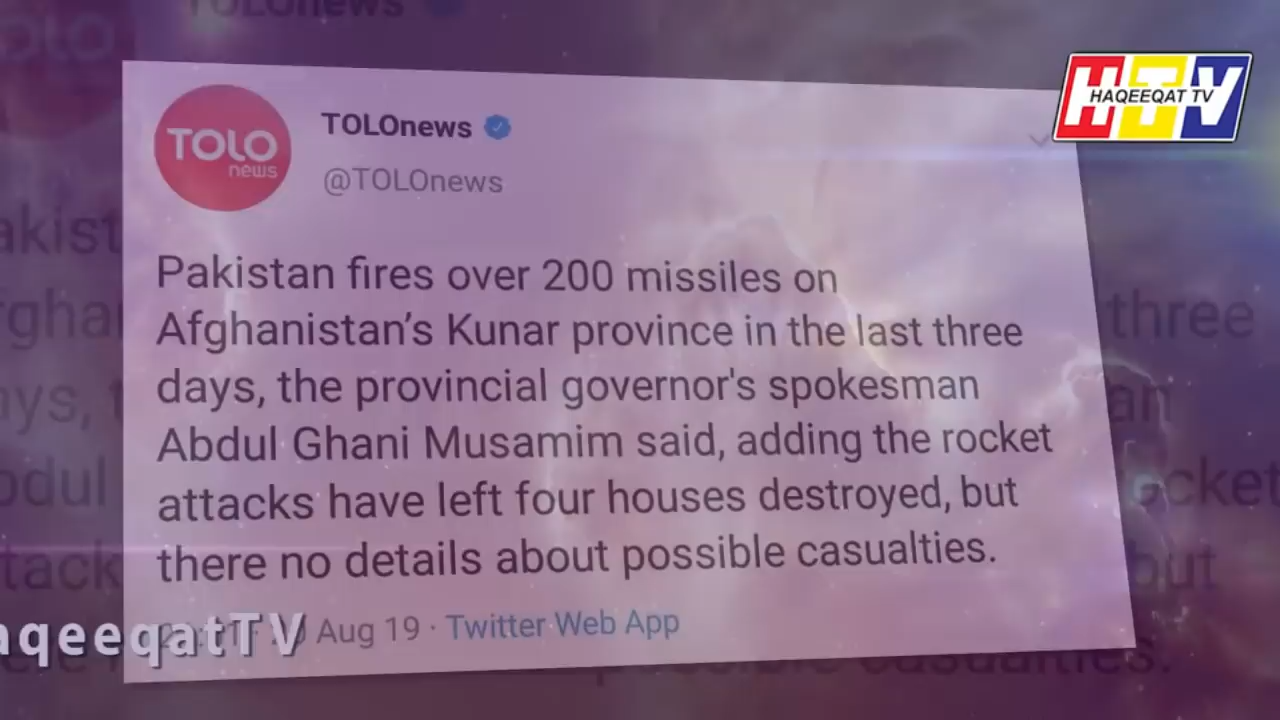 HTV
HAQEEQAT TV
TOLO
news
TOLOnews
@TOLOnews
Pakistan fires over 200 missiles on
Afghanistan's Kunar province in the last three
days, the provincial governor's spokesman
Abdul Ghani Musamim said, adding the rocket
attacks have left four houses destroyed, but
there no details about possible casualties.
Aug 19 · Twitter Web App
aqeeqatTV